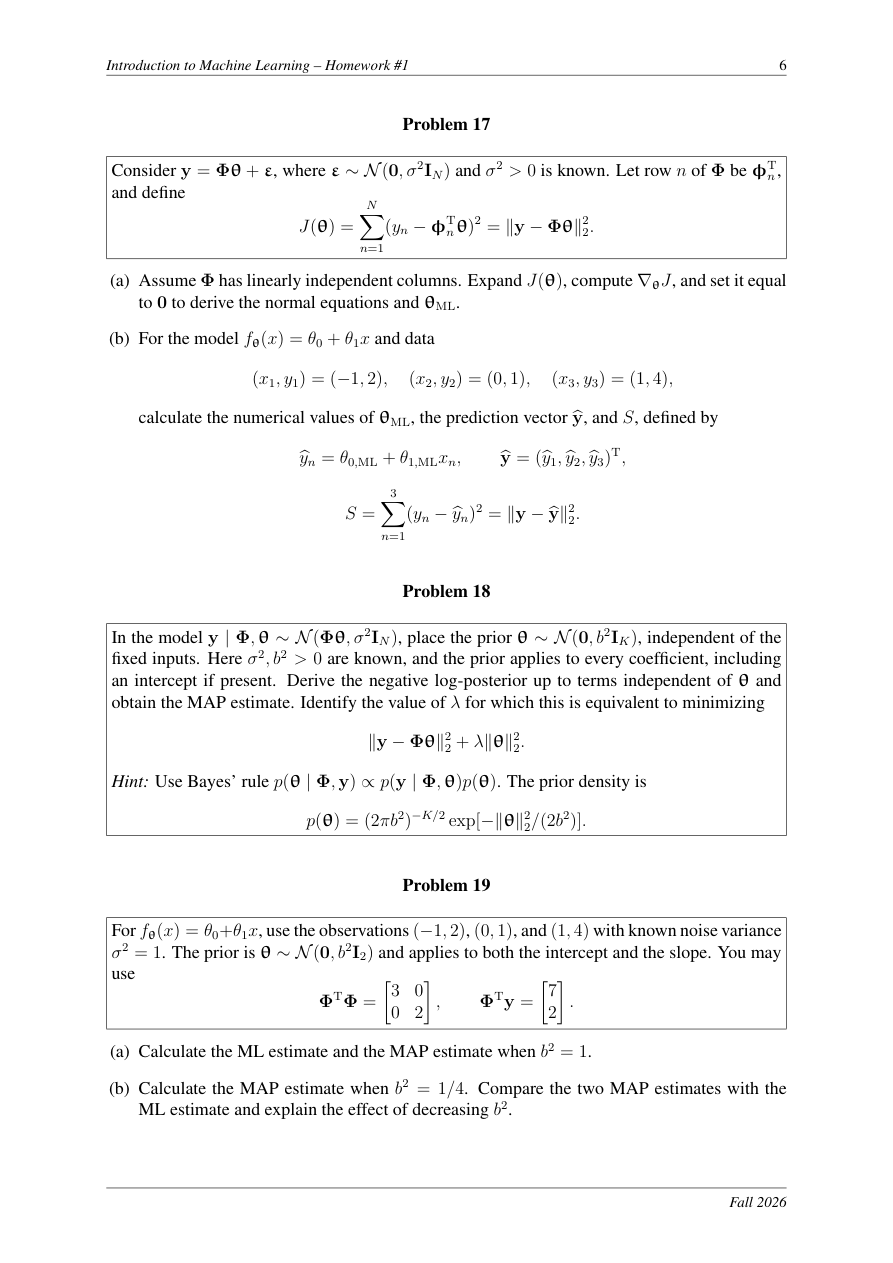 Introduction to Machine Learning – Homework #1 6
Problem 17
Consider y = Φθ + ε, where ε ∼ N(0, σ²I_N) and σ² > 0 is known. Let row n of Φ be ϕ_n^T,
and define
J(θ) = ∑_{n=1}^{N} (y_n − ϕ_n^T θ)² = ‖y − Φθ‖₂².
(a) Assume Φ has linearly independent columns. Expand J(θ), compute ∇_θ J, and set it equal
to 0 to derive the normal equations and θ_ML.
(b) For the model f_θ(x) = θ₀ + θ₁x and data
(x₁, y₁) = (−1, 2), (x₂, y₂) = (0, 1), (x₃, y₃) = (1, 4),
calculate the numerical values of θ_ML, the prediction vector ŷ, and S, defined by
ŷ_n = θ_{0,ML} + θ_{1,ML} x_n, ŷ = (ŷ₁, ŷ₂, ŷ₃)^T,
S = ∑_{n=1}^{3} (y_n − ŷ_n)² = ‖y − ŷ‖₂².
Problem 18
In the model y | Φ, θ ∼ N(Φθ, σ²I_N), place the prior θ ∼ N(0, b²I_K), independent of the
fixed inputs. Here σ², b² > 0 are known, and the prior applies to every coefficient, including
an intercept if present. Derive the negative log-posterior up to terms independent of θ and
obtain the MAP estimate. Identify the value of λ for which this is equivalent to minimizing
‖y − Φθ‖₂² + λ‖θ‖₂².
Hint: Use Bayes’ rule p(θ | Φ, y) ∝ p(y | Φ, θ)p(θ). The prior density is
p(θ) = (2πb²)^{−K/2} exp[−‖θ‖₂²/(2b²)].
Problem 19
For f_θ(x) = θ₀+θ₁x, use the observations (−1, 2), (0, 1), and (1, 4) with known noise variance
σ² = 1. The prior is θ ∼ N(0, b²I₂) and applies to both the intercept and the slope. You may
use
Φ^TΦ = [3 0; 0 2], Φ^Ty = [7; 2].
(a) Calculate the ML estimate and the MAP estimate when b² = 1.
(b) Calculate the MAP estimate when b² = 1/4. Compare the two MAP estimates with the
ML estimate and explain the effect of decreasing b².
Fall 2026